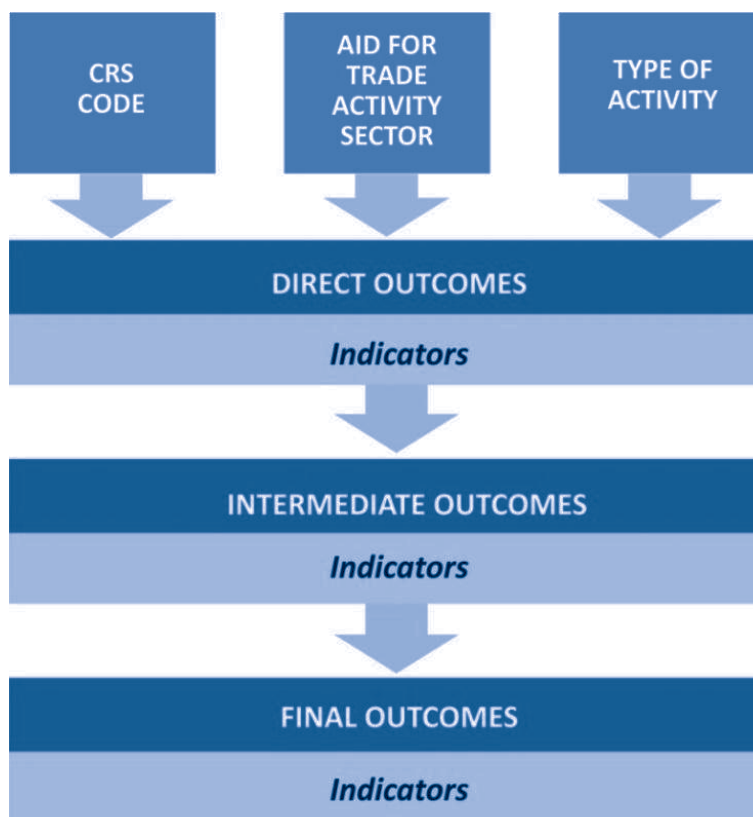 CRS
CODE
AID FOR
TRADE
ACTIVITY
SECTOR
TYPE OF
ACTIVITY
DIRECT OUTCOMES
Indicators
INTERMEDIATE OUTCOMES
Indicators
FINAL OUTCOMES
Indicators